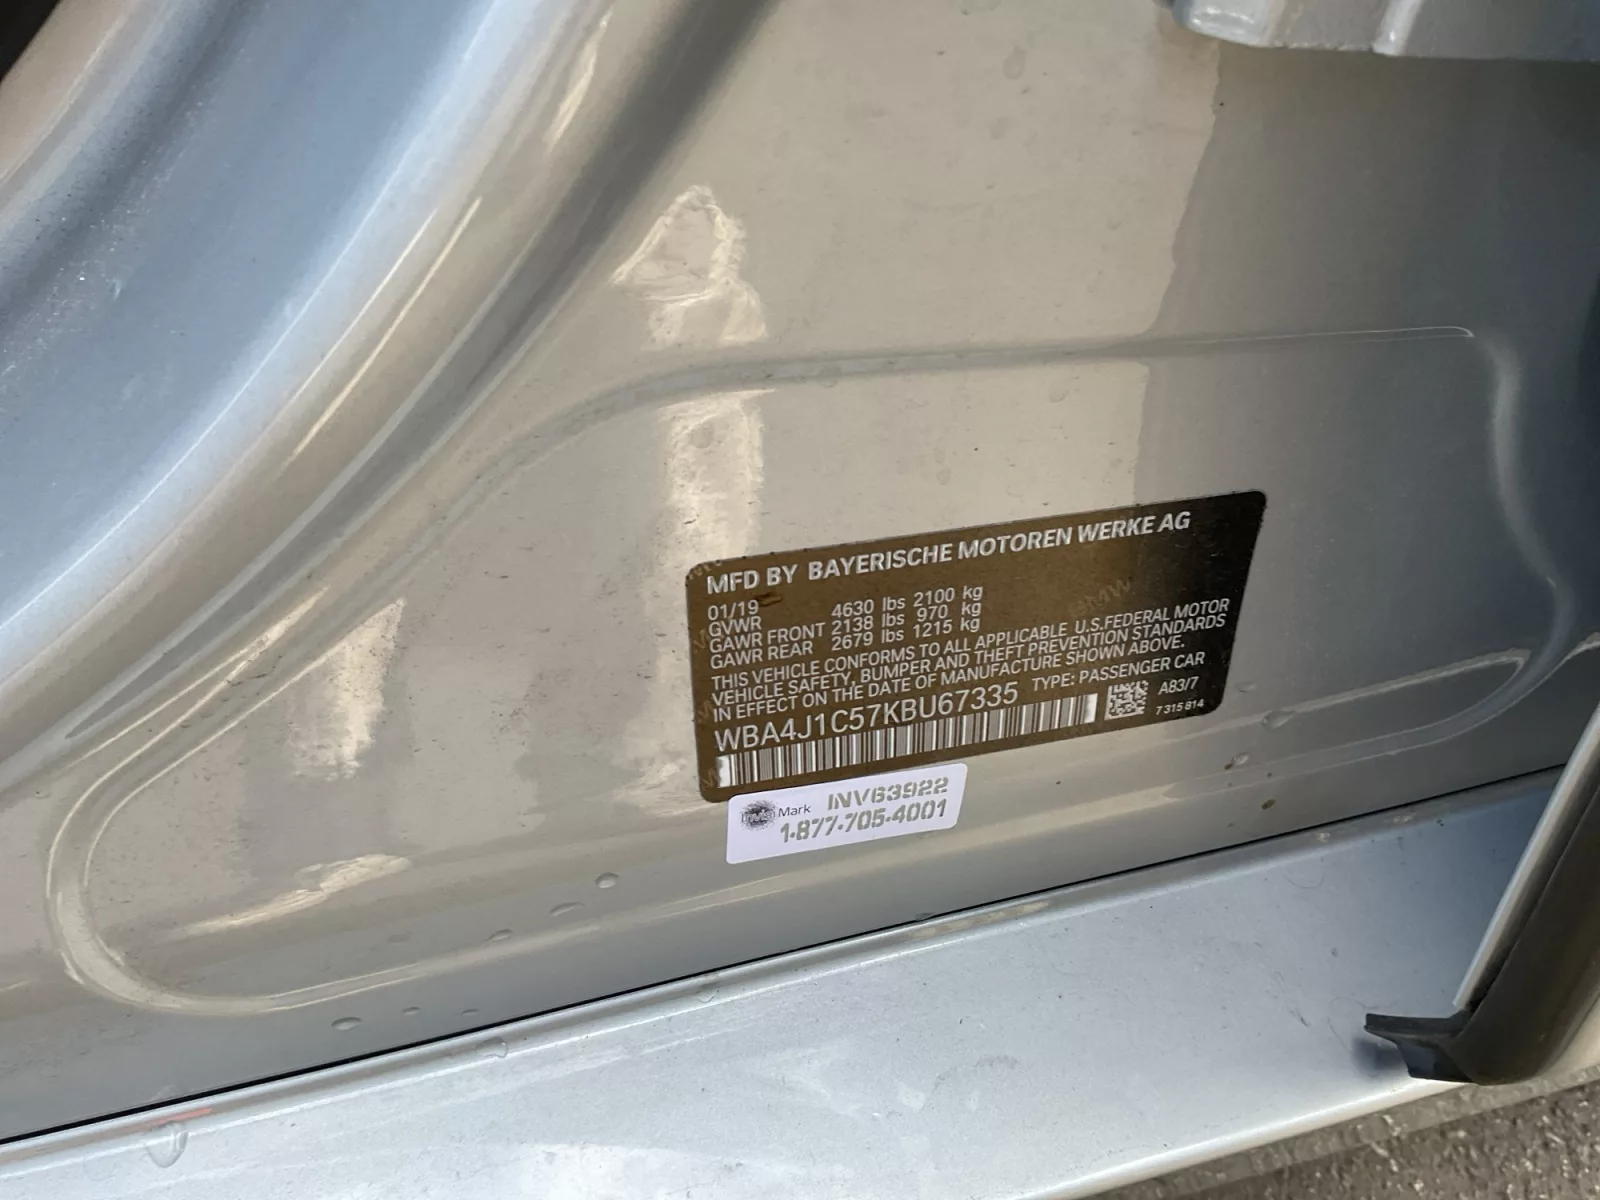 MFD BY BAYERISCHE MOTOREN WERKE AG
01/19
GVWR 4630 lbs 2100 kg
GAWR FRONT 2138 lbs 970 kg
GAWR REAR 2679 lbs 1215 kg
THIS VEHICLE CONFORMS TO ALL APPLICABLE U.S.FEDERAL MOTOR
VEHICLE SAFETY, BUMPER AND THEFT PREVENTION STANDARDS
IN EFFECT ON THE DATE OF MANUFACTURE SHOWN ABOVE.
WBA4J1C57KBU67335 TYPE: PASSENGER CAR
A83/7
7 315 814
Mark INV63922
1-877-705-4001